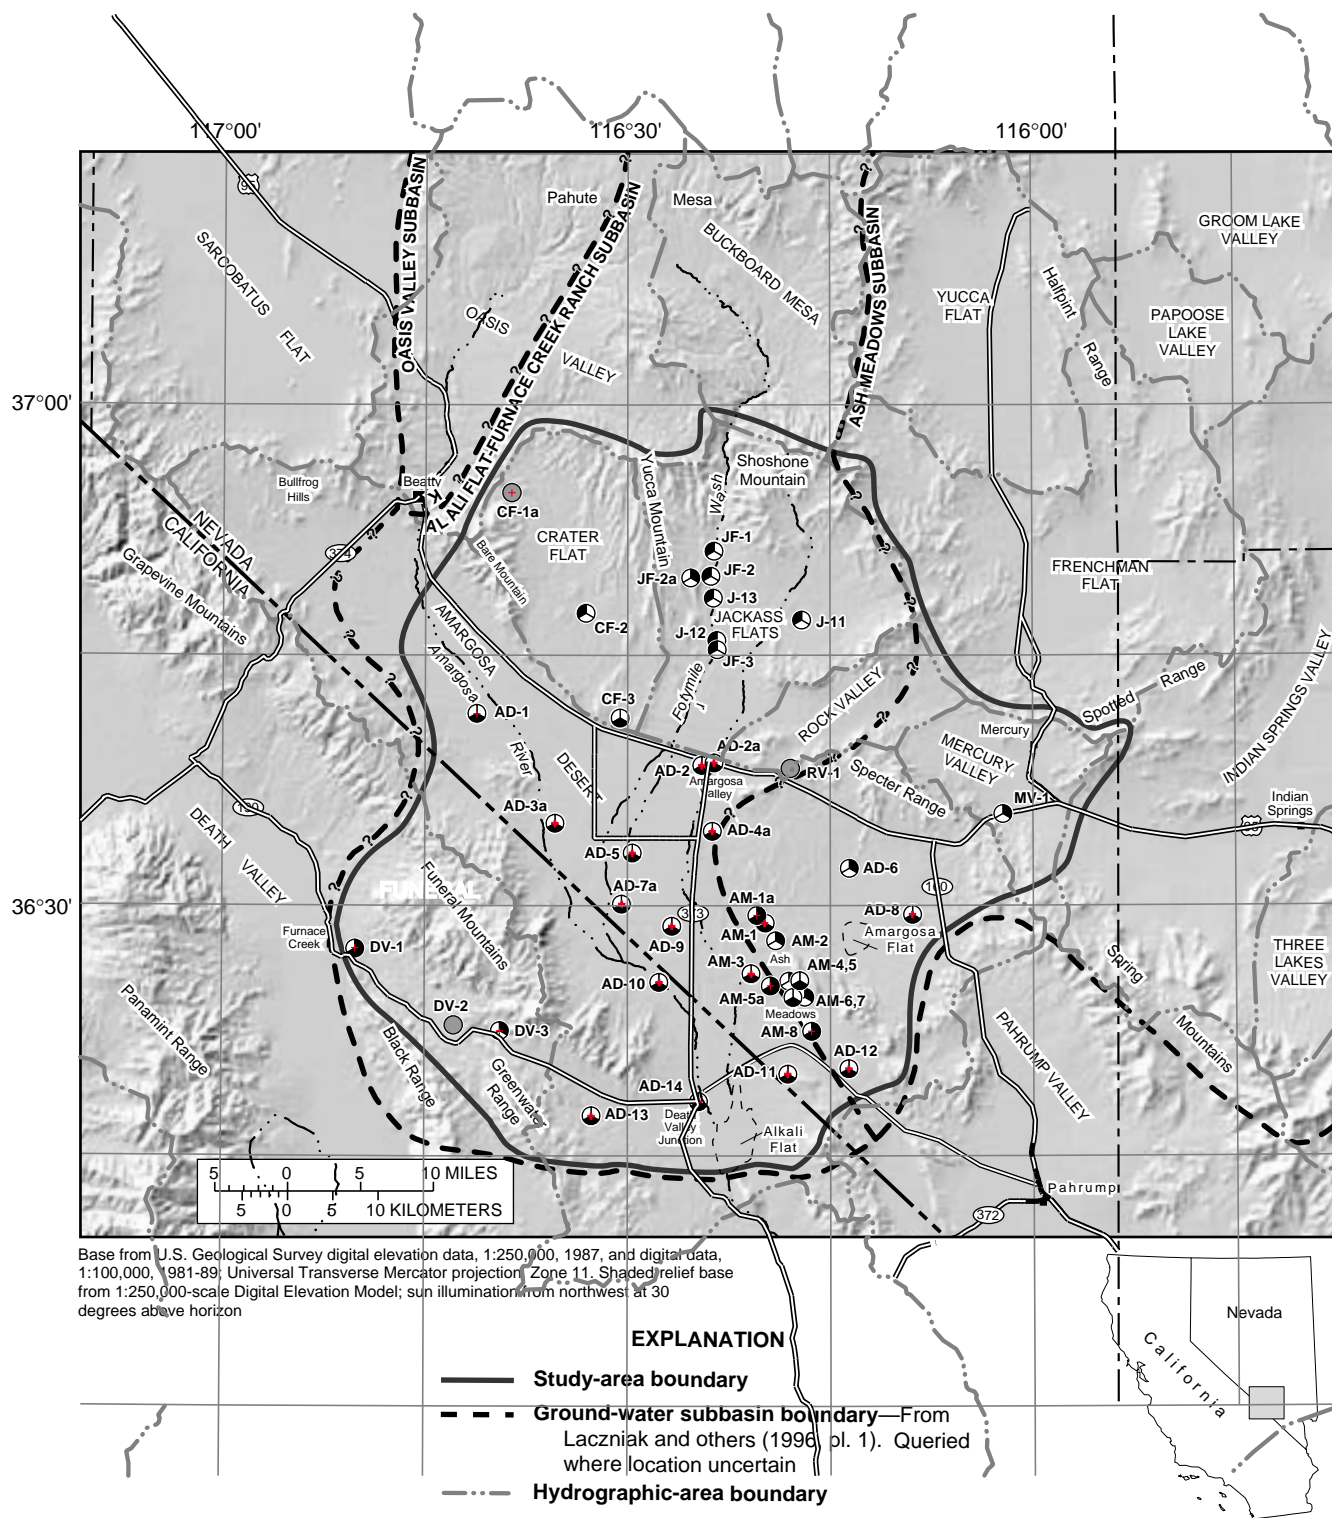 117°00'
116°30'
116°00'
95
Pahute
Mesa
GROOM LAKE
VALLEY
SARCOBATUS
FLAT
OASIS VALLEY SUBBASIN
ALKALI FLAT-FURNACE CREEK RANCH SUBBASIN
ASH MEADOWS SUBBASIN
BUCKBOARD MESA
OASIS
VALLEY
YUCCA
FLAT
Halfpint
Range
PAPOOSE
LAKE
VALLEY
37°00'
Bullfrog
Hills
Beatty
CF-1a
CRATER
FLAT
Bare Mountain
Yucca Mountain
Wash
Shoshone
Mountain
NEVADA
CALIFORNIA
374
Grapevine Mountains
JF-1
JF-2a
JF-2
J-13
JACKASS
FLATS
J-11
J-12
JF-3
CF-2
FRENCHMAN
FLAT
AMARGOSA
Amargosa
AD-1
CF-3
Fortymile
ROCK VALLEY
Mercury
Spotted
Range
INDIAN SPRINGS VALLEY
River
DESERT
AD-2a
AD-2
Amargosa
Valley
RV-1
Specter Range
MERCURY
VALLEY
MV-1
Indian
Springs
95
DEATH
VALLEY
190
AD-3a
AD-4a
AD-5
AD-6
AD-7a
FUNERAL
Funeral Mountains
160
36°30'
373
AM-1a
AD-8
Amargosa
Flat
Furnace
Creek
DV-1
AD-9
AM-1
AM-2
Ash
AM-3
AM-4,5
AD-10
AM-5a
AM-6,7
Meadows
Spring
Mountains
THREE
LAKES
VALLEY
Panamint Range
DV-2
DV-3
AM-8
AD-12
AD-11
PAHRUMP VALLEY
Black Range
Greenwater
Range
AD-14
AD-13
Death
Valley
Junction
Alkali
Flat
5 0 5 10 MILES
5 0 5 10 KILOMETERS
Pahrump
372
Base from U.S. Geological Survey digital elevation data, 1:250,000, 1987, and digital data,
1:100,000, 1981-89; Universal Transverse Mercator projection, Zone 11. Shaded relief base
from 1:250,000-scale Digital Elevation Model; sun illumination from northwest at 30
degrees above horizon
Nevada
California
EXPLANATION
Study-area boundary
Ground-water subbasin boundary—From
Laczniak and others (1996, pl. 1). Queried
where location uncertain
Hydrographic-area boundary